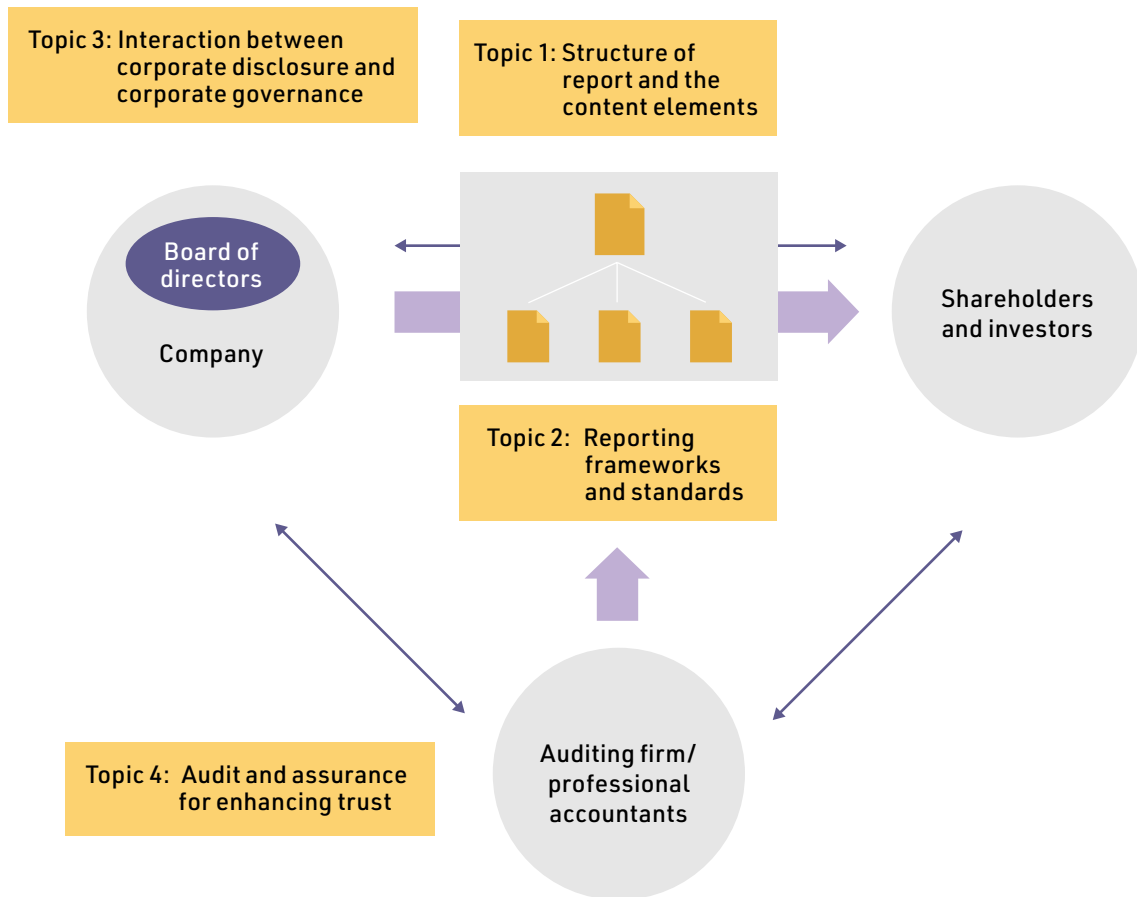 Topic 3: Interaction between
corporate disclosure and
corporate governance
Topic 1: Structure of
report and the
content elements
Board of
directors
Company
Shareholders
and investors
Topic 2: Reporting
frameworks
and standards
Topic 4: Audit and assurance
for enhancing trust
Auditing firm/
professional
accountants